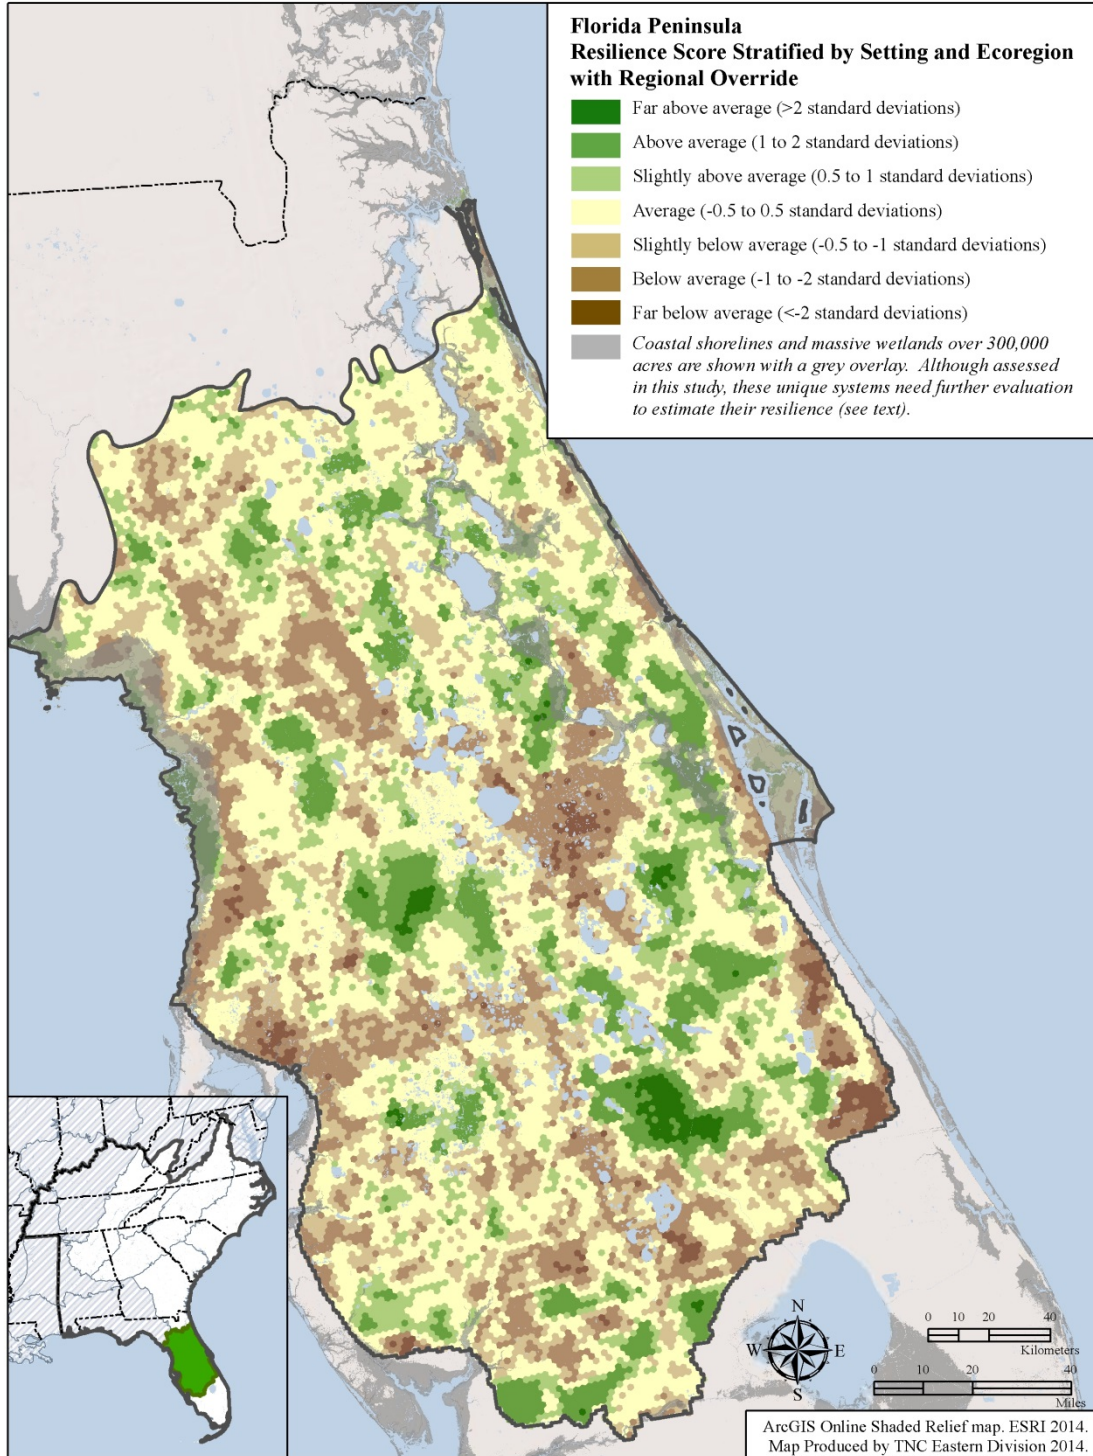 Florida Peninsula
Resilience Score Stratified by Setting and Ecoregion
with Regional Override
Far above average (>2 standard deviations)
Above average (1 to 2 standard deviations)
Slightly above average (0.5 to 1 standard deviations)
Average (-0.5 to 0.5 standard deviations)
Slightly below average (-0.5 to -1 standard deviations)
Below average (-1 to -2 standard deviations)
Far below average (<-2 standard deviations)
Coastal shorelines and massive wetlands over 300,000
acres are shown with a grey overlay. Although assessed
in this study, these unique systems need further evaluation
to estimate their resilience (see text).
N
W E
S
0 10 20 40
Kilometers
0 10 20 40
Miles
ArcGIS Online Shaded Relief map. ESRI 2014.
Map Produced by TNC Eastern Division 2014.